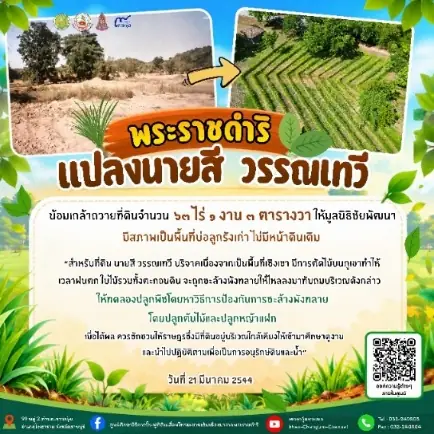 พระราชดำริ
แปลงนายสี วรรณเทวี
น้อมเกล้าถวายที่ดินจำนวน ๖๓ ไร่ ๑ งาน ๓ ตารางวา ให้มูลนิธิชัยพัฒนา
มีสภาพเป็นพื้นที่บ่อลูกรังเก่า ไม่มีหน้าดินเดิม
"สำหรับที่ดิน นายสี วรรณเทวี บริจาคเนื่องจากเป็นพื้นที่เชิงเขา มีการตัดไม้บนภูเขาทำให้
เวลาฝนตก ใบไม้รวมทั้งตะกอนดิน จะถูกชะล้างพังทลายให้ไหลลงมาทับถมบริเวณดังกล่าว
ให้ทดลองปลูกพืชโดยหาวิธีการป้องกันการชะล้างพังทลาย
โดยปลูกต้นไม้และปลูกหญ้าแฝก
เมื่อได้ผล ควรชักชวนให้ราษฎรซึ่งมีที่ดินอยู่บริเวณใกล้เคียงให้เข้ามาศึกษาดูงาน
และนำไปปฏิบัติตามเพื่อเป็นการอนุรักษ์ดินและน้ำ"
วันที่ 21 มีนาคม 2544